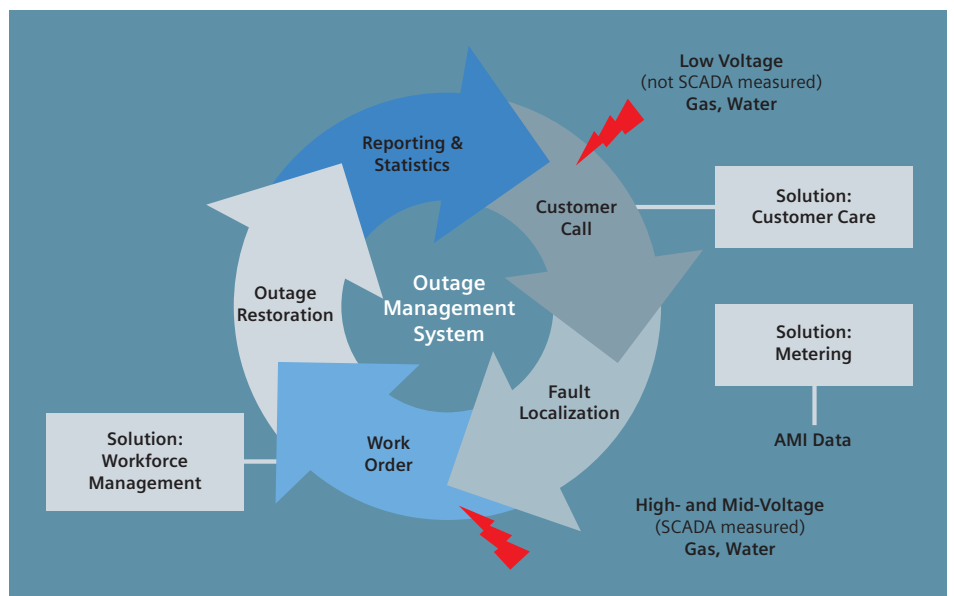 Low Voltage
(not SCADA measured)
Gas, Water
Reporting &
Statistics
Customer
Call
Solution:
Customer Care
Outage
Management
System
Outage
Restoration
Solution:
Metering
AMI Data
Fault
Localization
Work
Order
Solution:
Workforce
Management
High- and Mid-Voltage
(SCADA measured)
Gas, Water